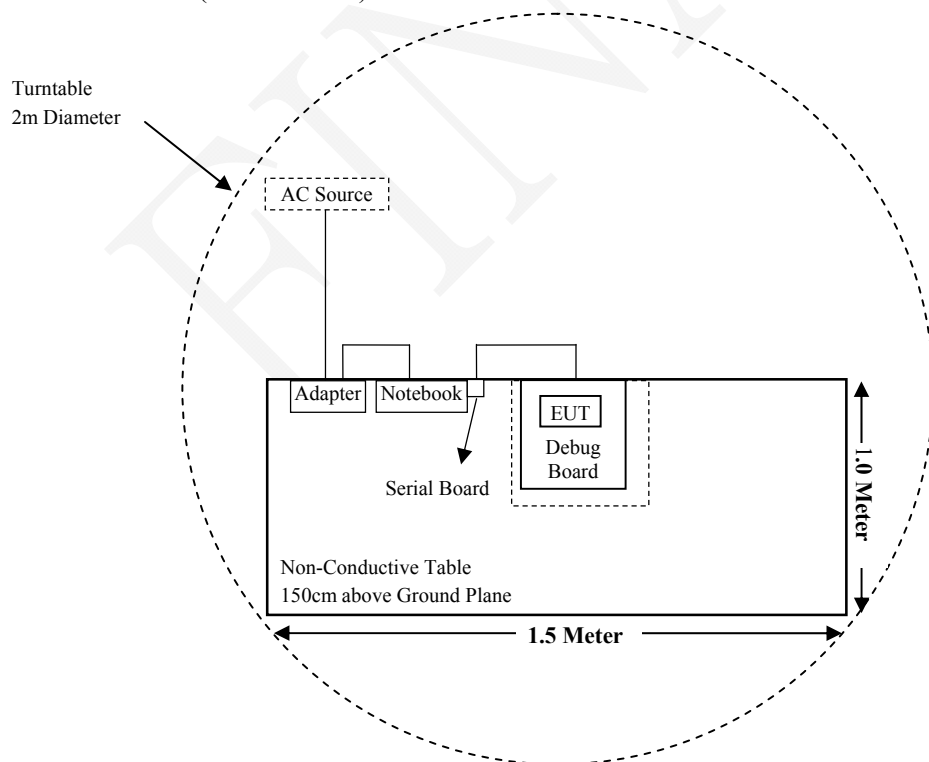 Turntable
2m Diameter
AC Source
Adapter
Notebook
EUT
Debug
Board
Serial Board
1.0 Meter
Non-Conductive Table
150cm above Ground Plane
1.5 Meter